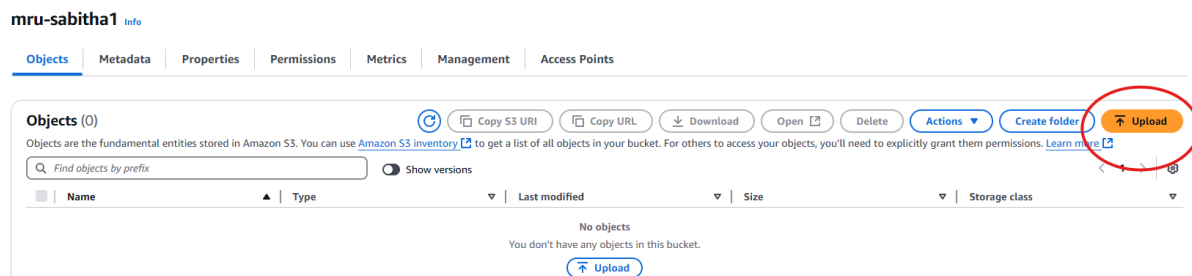 mru-sabitha1 Info
Objects Metadata Properties Permissions Metrics Management Access Points
Objects (0) Copy S3 URI Copy URL Download Open Delete Actions Create folder Upload
Objects are the fundamental entities stored in Amazon S3. You can use Amazon S3 inventory to get a list of all objects in your bucket. For others to access your objects, you'll need to explicitly grant them permissions. Learn more
Find objects by prefix Show versions 1
Name Type Last modified Size Storage class
No objects
You don't have any objects in this bucket.
Upload